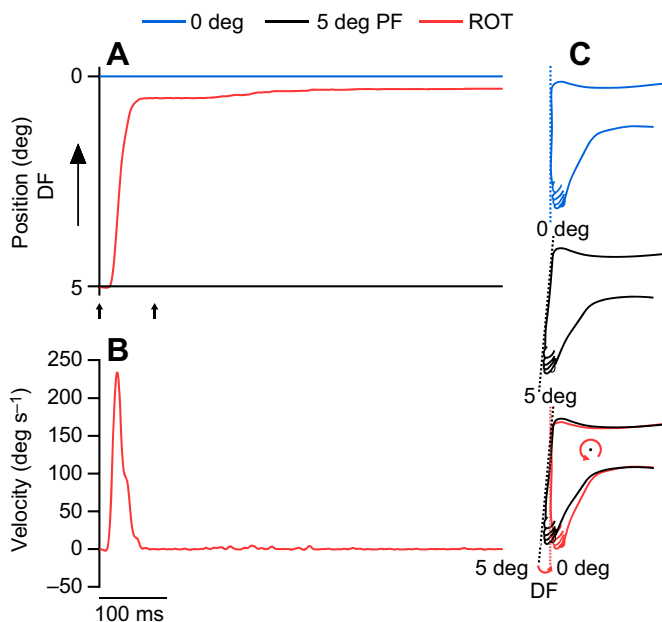 0 deg 5 deg PF ROT
A
C
0
Position (deg)
DF
5
0 deg
B
250
200
150
100
50
0
–50
Velocity (deg s–1)
100 ms
5 deg
5 deg 0 deg
DF